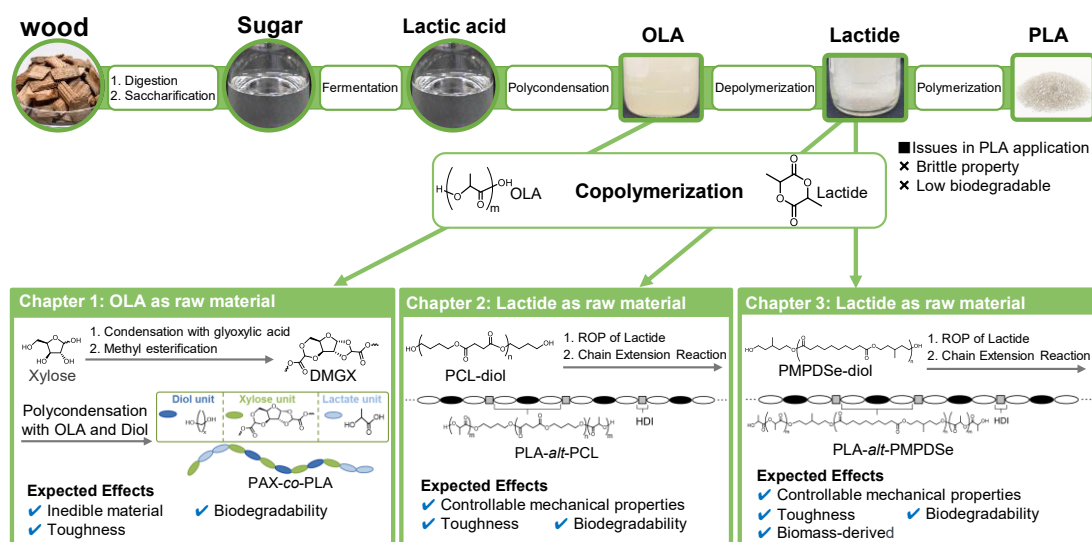 wood
Sugar
Lactic acid
OLA
Lactide
PLA
1. Digestion
2. Saccharification
Fermentation
Polycondensation
Depolymerization
Polymerization
■Issues in PLA application
× Brittle property
× Low biodegradable
H
O
O
OH
m
OLA
Copolymerization
O
O
O
O
Lactide
Chapter 1: OLA as raw material
1. Condensation with glyoxylic acid
2. Methyl esterification
Xylose
DMGX
Polycondensation
with OLA and Diol
Diol unit
Xylose unit
Lactate unit
PAX-co-PLA
Expected Effects
✔ Inedible material
✔ Biodegradability
✔ Toughness
Chapter 2: Lactide as raw material
PCL-diol
1. ROP of Lactide
2. Chain Extension Reaction
HDI
PLA-alt-PCL
Expected Effects
✔ Controllable mechanical properties
✔ Toughness
✔ Biodegradability
Chapter 3: Lactide as raw material
PMPDSe-diol
1. ROP of Lactide
2. Chain Extension Reaction
HDI
PLA-alt-PMPDSe
Expected Effects
✔ Controllable mechanical properties
✔ Toughness
✔ Biodegradability
✔ Biomass-derived